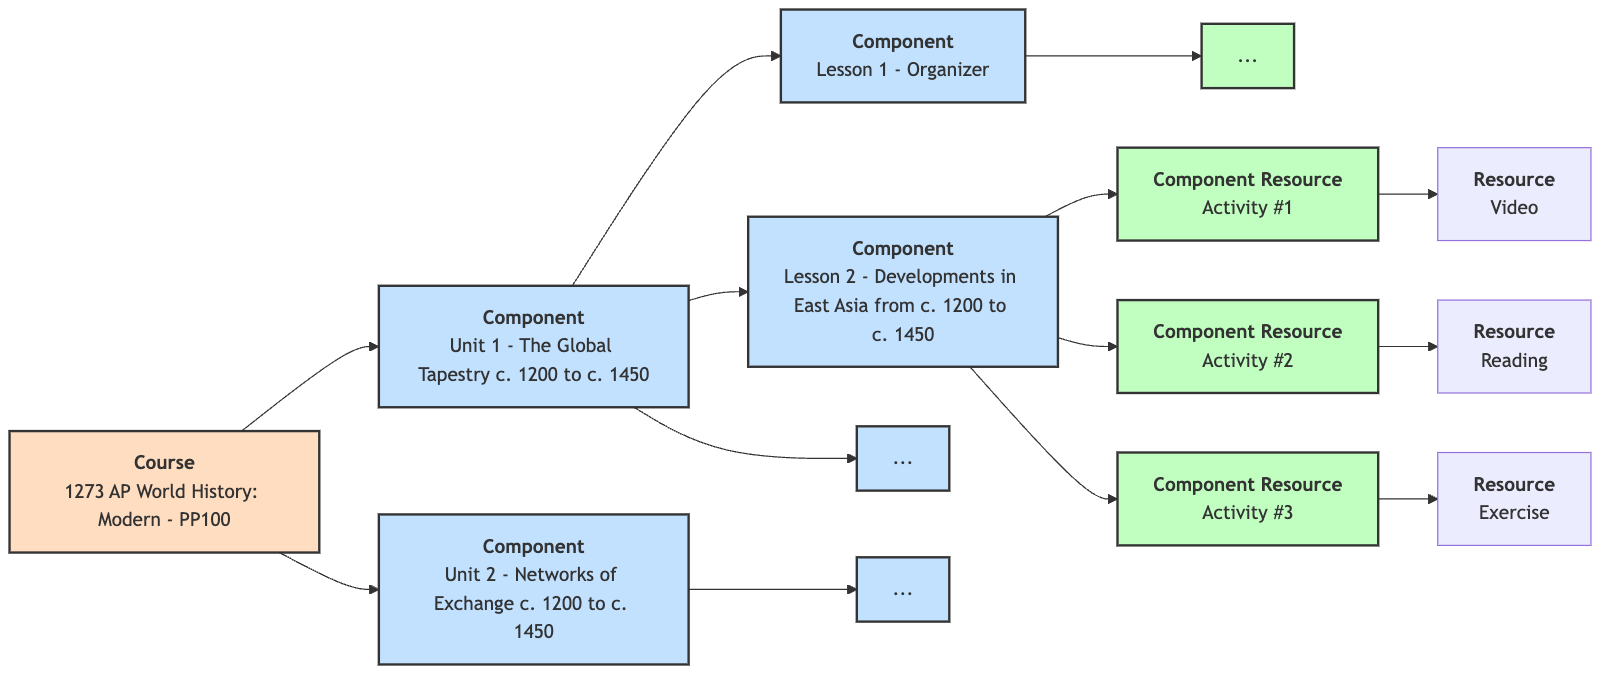 Component
Lesson 1 - Organizer
...
Component Resource
Activity #1
Resource
Video
Component
Lesson 2 - Developments in
East Asia from c. 1200 to
c. 1450
Component
Unit 1 - The Global
Tapestry c. 1200 to c. 1450
Component Resource
Activity #2
Resource
Reading
...
Course
1273 AP World History:
Modern - PP100
Component Resource
Activity #3
Resource
Exercise
Component
Unit 2 - Networks of
Exchange c. 1200 to c.
1450
...